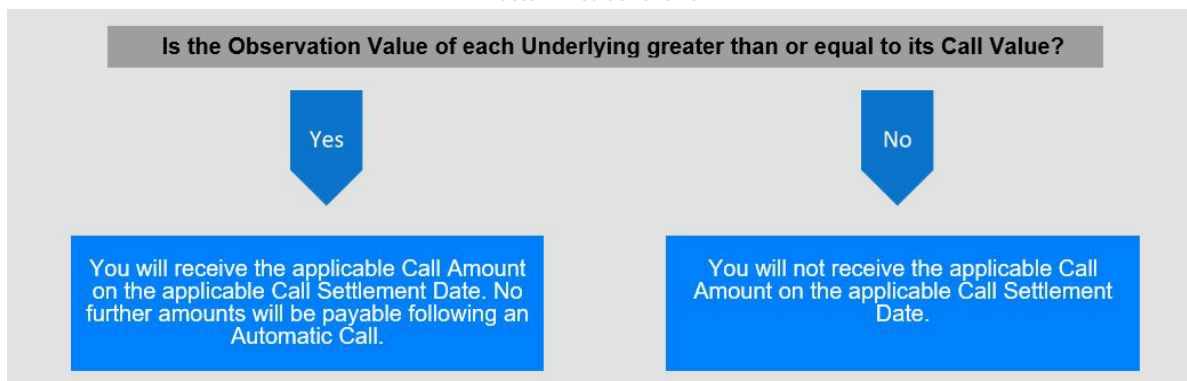 Is the Observation Value of each Underlying greater than or equal to its Call Value?
Yes
No
You will receive the applicable Call Amount
on the applicable Call Settlement Date. No
further amounts will be payable following an
Automatic Call.
You will not receive the applicable Call
Amount on the applicable Call Settlement
Date.